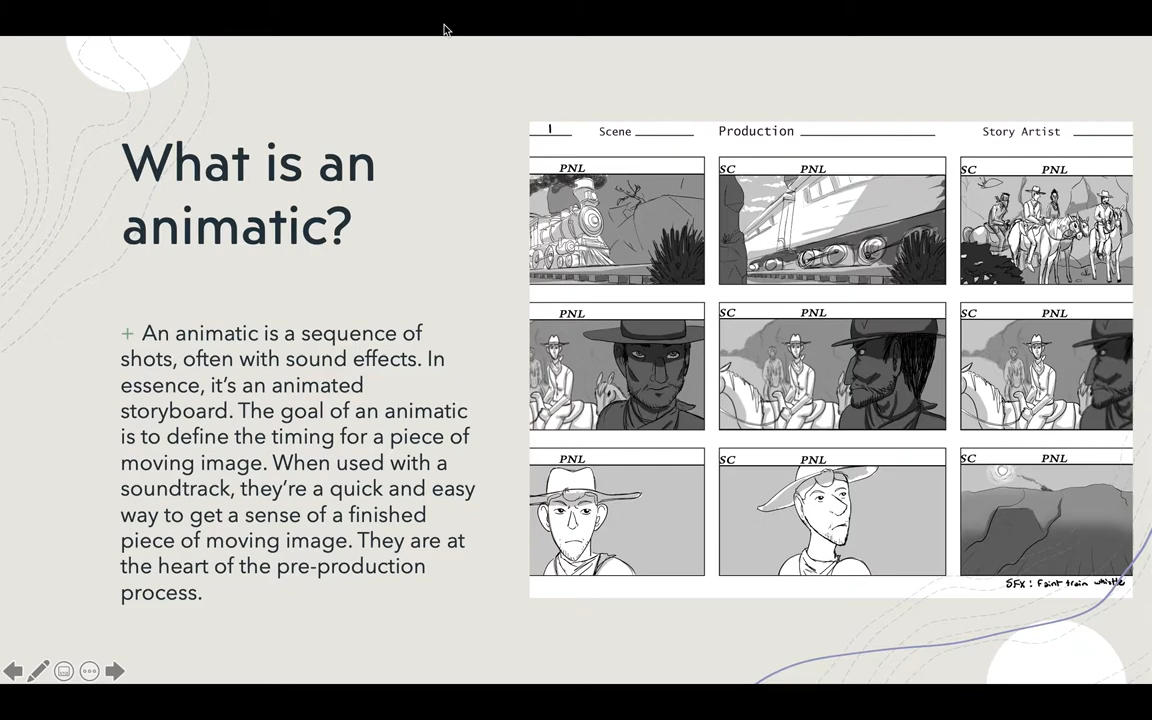 What is an
animatic?
+ An animatic is a sequence of
shots, often with sound effects. In
essence, it's an animated
storyboard. The goal of an animatic
is to define the timing for a piece of
moving image. When used with a
soundtrack, they're a quick and easy
way to get a sense of a finished
piece of moving image. They are at
the heart of the pre-production
process.
1 Scene Production Story Artist
PNL SC PNL SC PNL
PNL SC PNL SC PNL
PNL SC PNL SC PNL
SFX: Faint train whistle